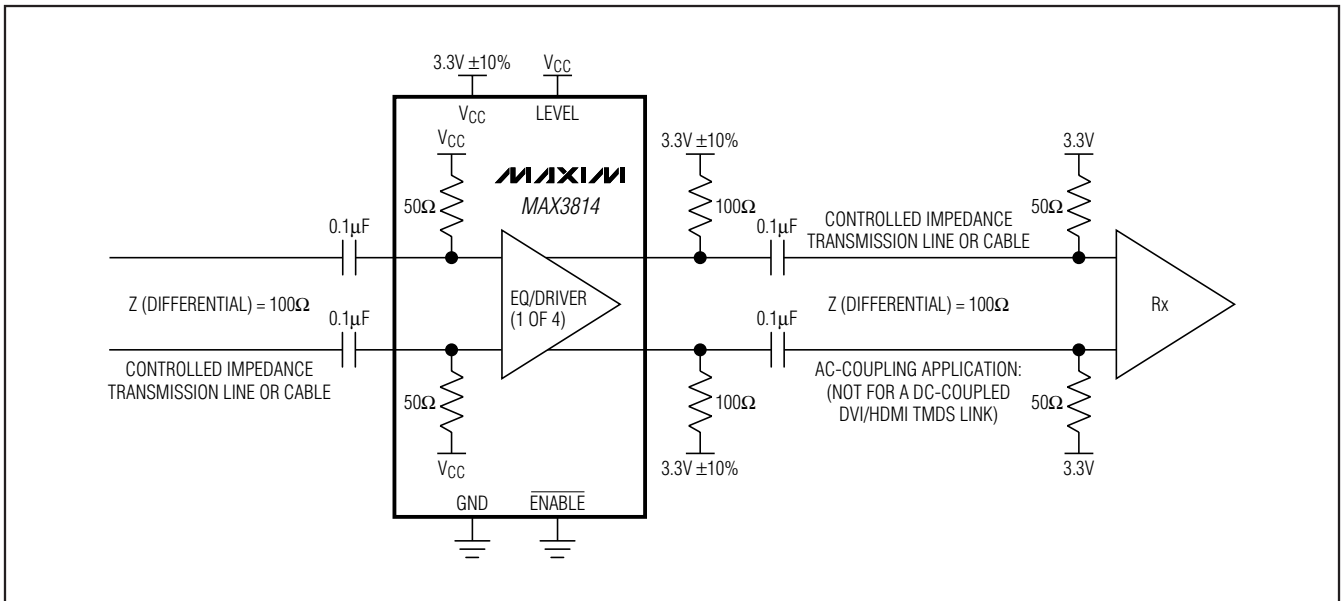 3.3V ±10%
VCC
VCC
LEVEL
VCC
MAXIM
MAX3814
50Ω
3.3V ±10%
3.3V
100Ω
50Ω
0.1µF
0.1µF
CONTROLLED IMPEDANCE
TRANSMISSION LINE OR CABLE
Z (DIFFERENTIAL) = 100Ω
EQ/DRIVER
(1 OF 4)
Z (DIFFERENTIAL) = 100Ω
Rx
0.1µF
0.1µF
CONTROLLED IMPEDANCE
TRANSMISSION LINE OR CABLE
AC-COUPLING APPLICATION:
(NOT FOR A DC-COUPLED
DVI/HDMI TMDS LINK)
50Ω
100Ω
50Ω
VCC
3.3V ±10%
3.3V
GND
ENABLE